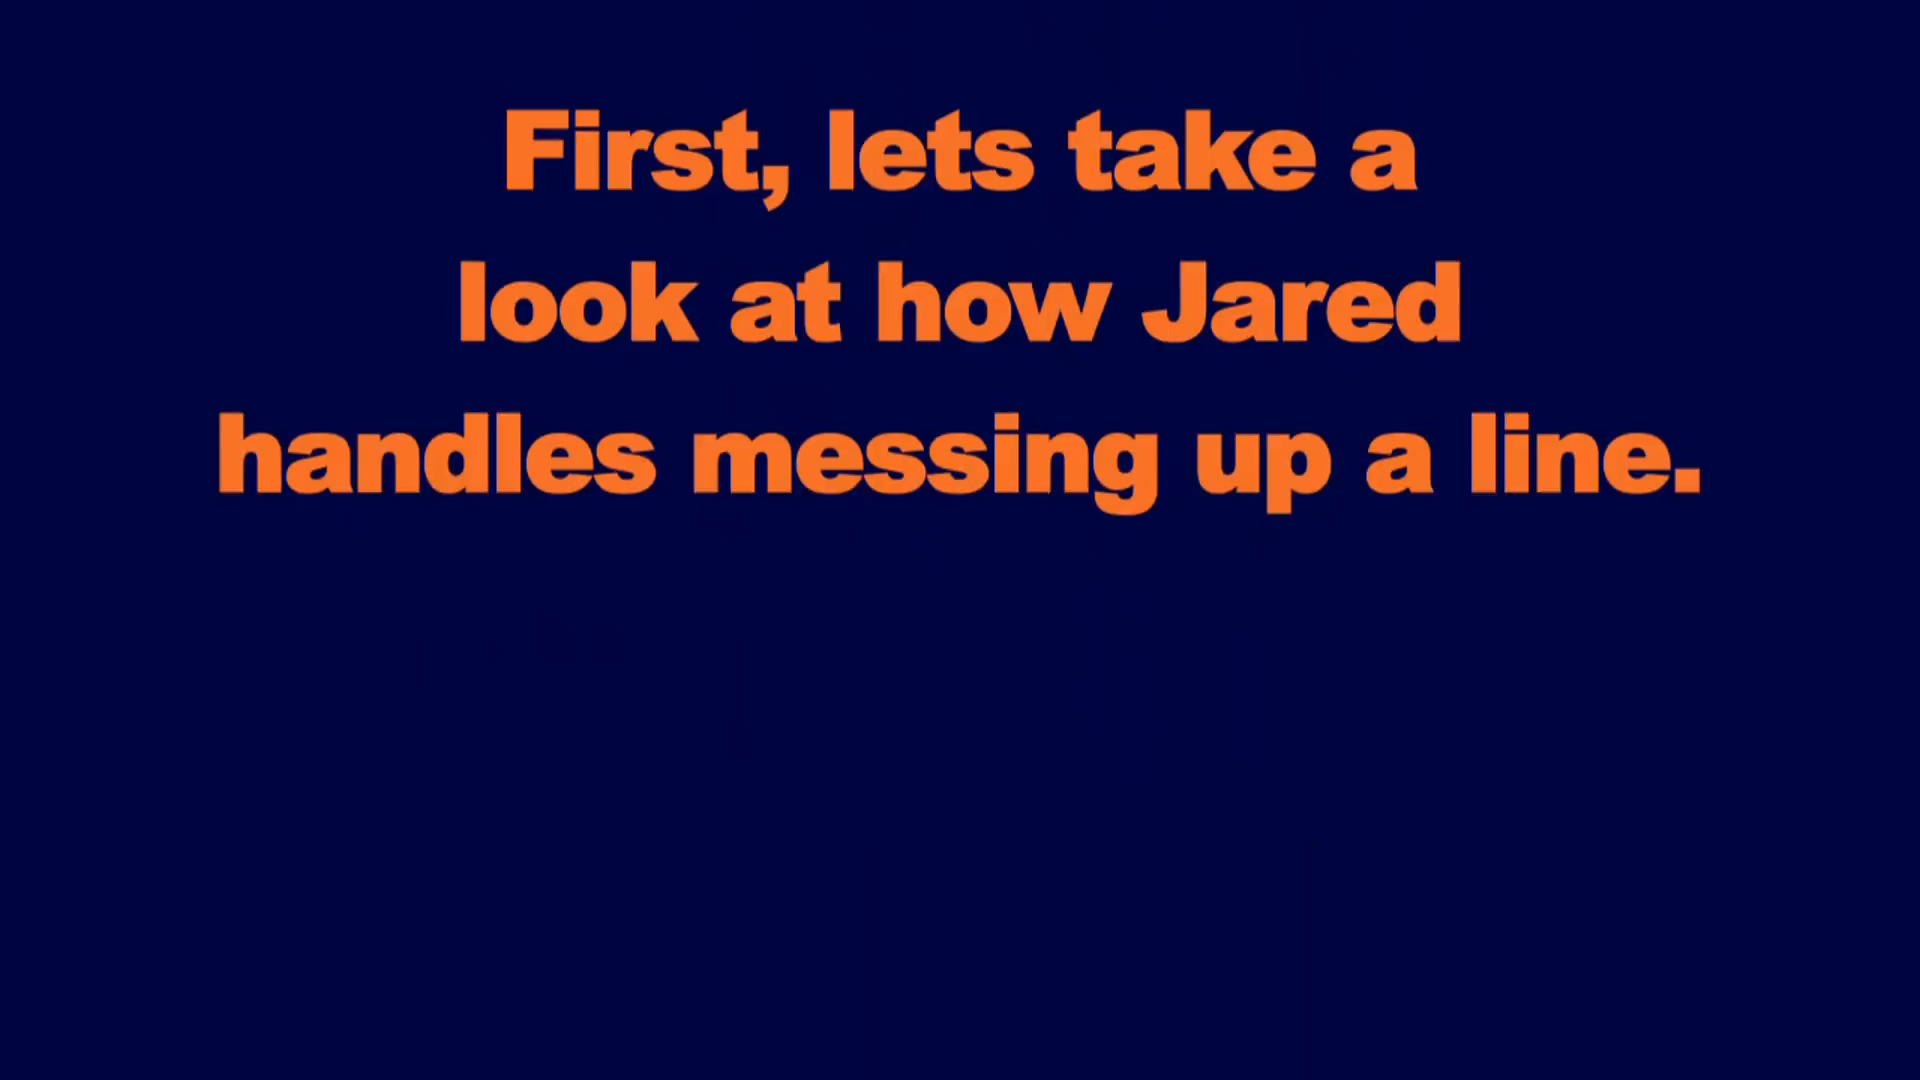 First, lets take a
look at how Jared
handles messing up a line.